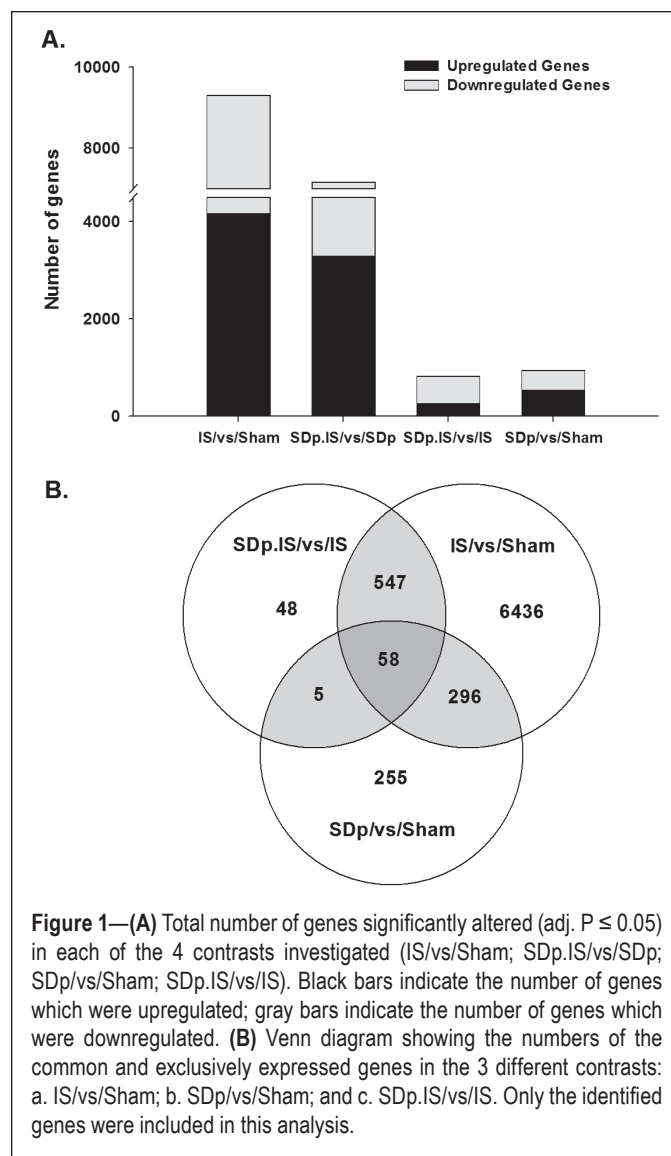 A.
Upregulated Genes
Downregulated Genes
Number of genes
10000
8000
4000
2000
0
IS/vs/Sham SDp.IS/vs/SDp SDp.IS/vs/IS SDp/vs/Sham
B.
SDp.IS/vs/IS IS/vs/Sham
547
48 6436
58
5 296
255
SDp/vs/Sham
Figure 1—(A) Total number of genes significantly altered (adj. P ≤ 0.05)
in each of the 4 contrasts investigated (IS/vs/Sham; SDp.IS/vs/SDp;
SDp/vs/Sham; SDp.IS/vs/IS). Black bars indicate the number of genes
which were upregulated; gray bars indicate the number of genes which
were downregulated. (B) Venn diagram showing the numbers of the
common and exclusively expressed genes in the 3 different contrasts:
a. IS/vs/Sham; b. SDp/vs/Sham; and c. SDp.IS/vs/IS. Only the identified
genes were included in this analysis.